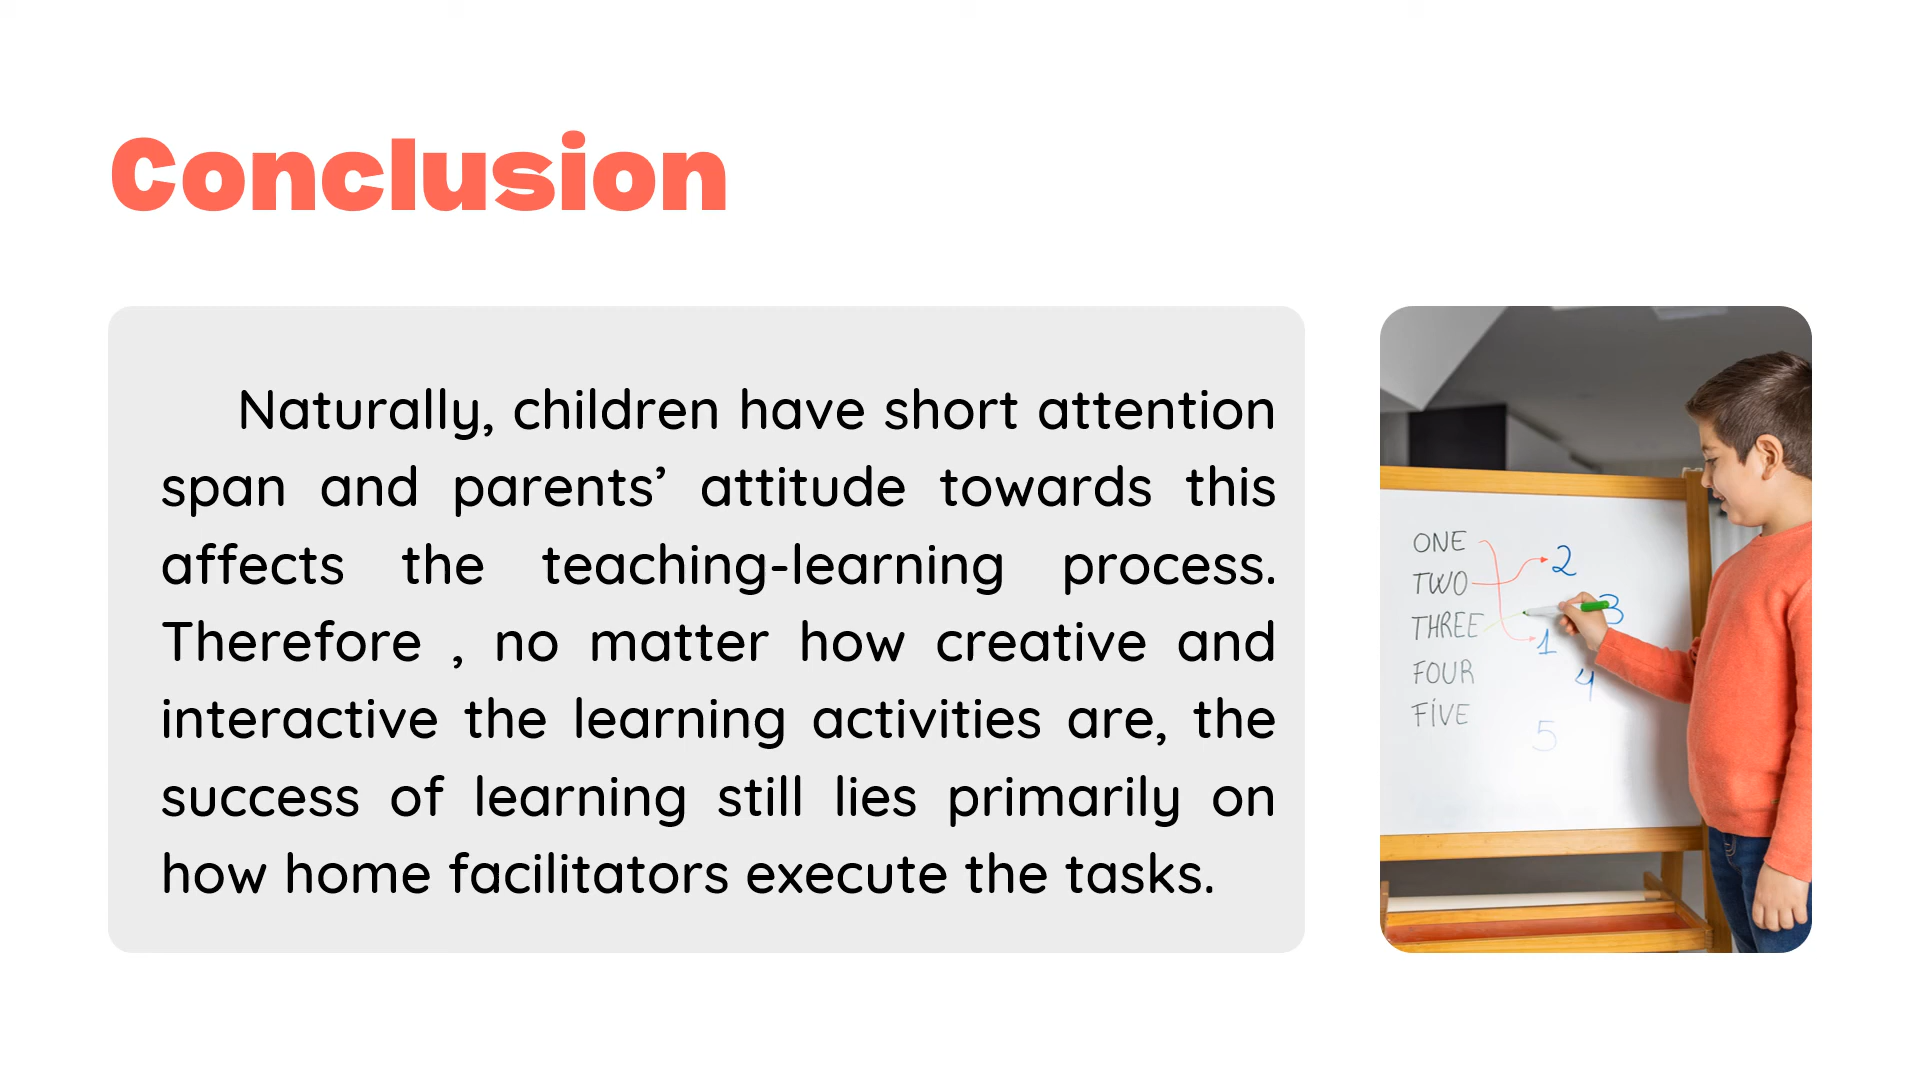 Conclusion
Naturally, children have short attention
span and parents’ attitude towards this
affects the teaching-learning process.
Therefore , no matter how creative and
interactive the learning activities are, the
success of learning still lies primarily on
how home facilitators execute the tasks.
ONE
TWO 2
THREE 3
1
FOUR 4
FIVE
5